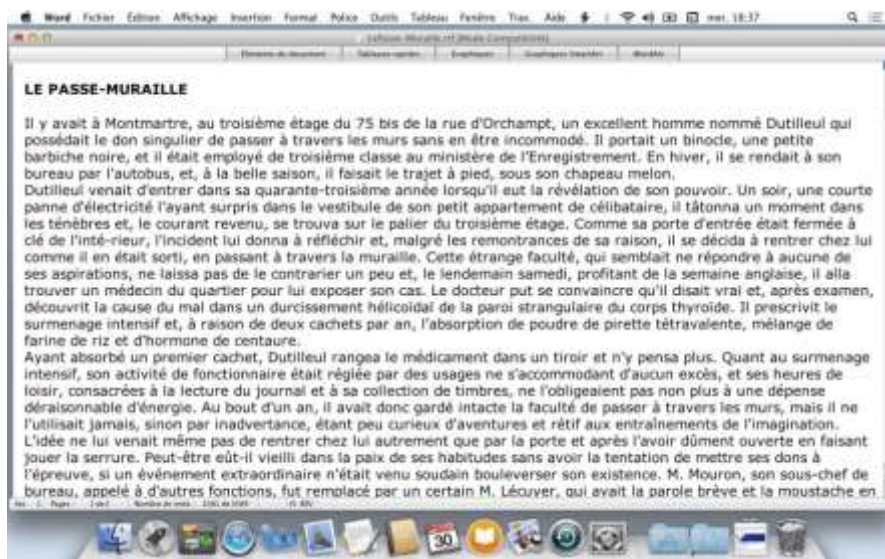 Word Fichier Edition Affichage Insertion Format Police Outils Tableau Fenêtre Aide mer. 18:37
LE PASSE-MURAILLE
Il y avait à Montmartre, au troisième étage du 75 bis de la rue d'Orchampt, un excellent homme nommé Dutilleul qui
possédait le don singulier de passer à travers les murs sans en être incommodé. Il portait un binocle, une petite
barbiche noire, et il était employé de troisième classe au ministère de l'Enregistrement. En hiver, il se rendait à son
bureau par l'autobus, et, à la belle saison, il faisait le trajet à pied, sous son chapeau melon.
Dutilleul venait d'entrer dans sa quarante-troisième année lorsqu'il eut la révélation de son pouvoir. Un soir, une courte
panne d'électricité l'ayant surpris dans le vestibule de son petit appartement de célibataire, il tâtonna un moment dans
les ténèbres et, le courant revenu, se trouva sur le palier du troisième étage. Comme sa porte d'entrée était fermée à
clé de l'inté-rieur, l'incident lui donna à réfléchir et, malgré les remontrances de sa raison, il se décida à rentrer chez lui
comme il en était sorti, en passant à travers la muraille. Cette étrange faculté, qui semblait ne répondre à aucune de
ses aspirations, ne laissa pas de le contrarier un peu et, le lendemain samedi, profitant de la semaine anglaise, il alla
trouver un médecin du quartier pour lui exposer son cas. Le docteur put se convaincre qu'il disait vrai et, après examen,
découvrit la cause du mal dans un durcissement hélicoïdal de la paroi strangulaire du corps thyroïde. Il prescrivit le
surmenage intensif et, à raison de deux cachets par an, l'absorption de poudre de pirette tétravalente, mélange de
farine de riz et d'hormone de centaure.
Ayant absorbé un premier cachet, Dutilleul rangea le médicament dans un tiroir et n'y pensa plus. Quant au surmenage
intensif, son activité de fonctionnaire était réglée par des usages ne s'accommodant d'aucun excès, et ses heures de
loisir, consacrées à la lecture du journal et à sa collection de timbres, ne l'obligeaient pas non plus à une dépense
déraisonnable d'énergie. Au bout d'un an, il avait donc gardé intacte la faculté de passer à travers les murs, mais il ne
l'utilisait jamais, sinon par inadvertance, étant peu curieux d'aventures et rétif aux entraînements de l'imagination.
L'idée ne lui venait même pas de rentrer chez lui autrement que par la porte et après l'avoir dûment ouverte en faisant
jouer la serrure. Peut-être eût-il vieilli dans la paix de ses habitudes sans avoir la tentation de mettre ses dons à
l'épreuve, si un événement extraordinaire n'était venu soudain bouleverser son existence. M. Mouron, son sous-chef de
bureau, appelé à d'autres fonctions, fut remplacé par un certain M. Lécuyer, qui avait la parole brève et la moustache en
30